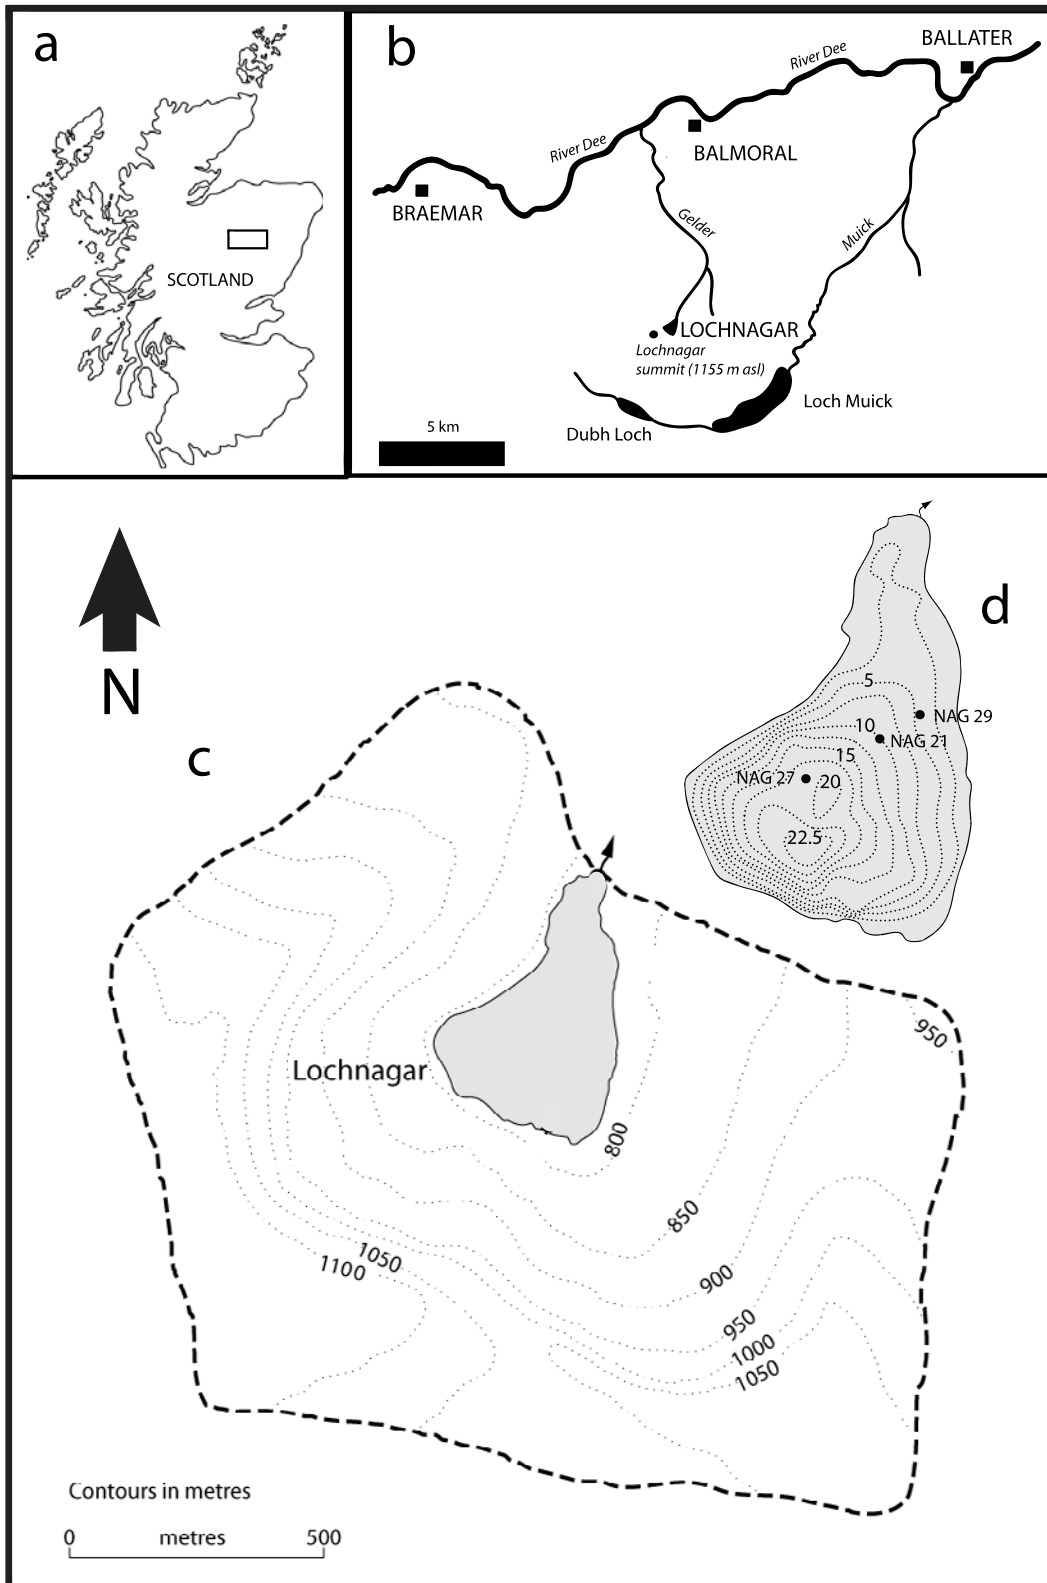 a
SCOTLAND
b
BALLATER
River Dee
River Dee
BALMORAL
BRAEMAR
Gelder
Muick
LOCHNAGAR
Lochnagar
summit (1155 m asl)
Loch Muick
Dubh Loch
5 km
N
c
d
5
NAG 29
10
NAG 21
15
NAG 27
20
22.5
950
Lochnagar
800
850
1050
1100
900
950
1000
1050
Contours in metres
0 metres 500